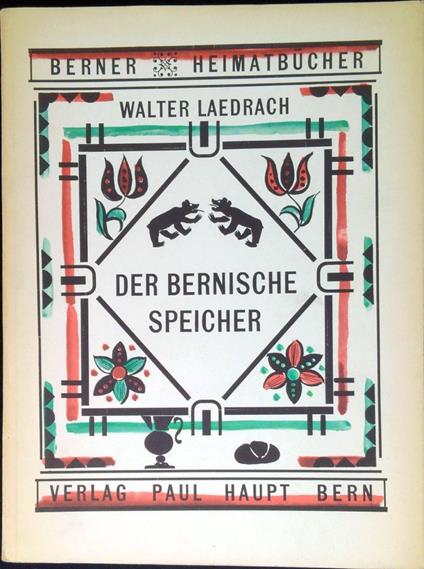 BERNER HEIMATBÜCHER
WALTER LAEDRACH
DER BERNISCHE
SPEICHER
VERLAG PAUL HAUPT BERN